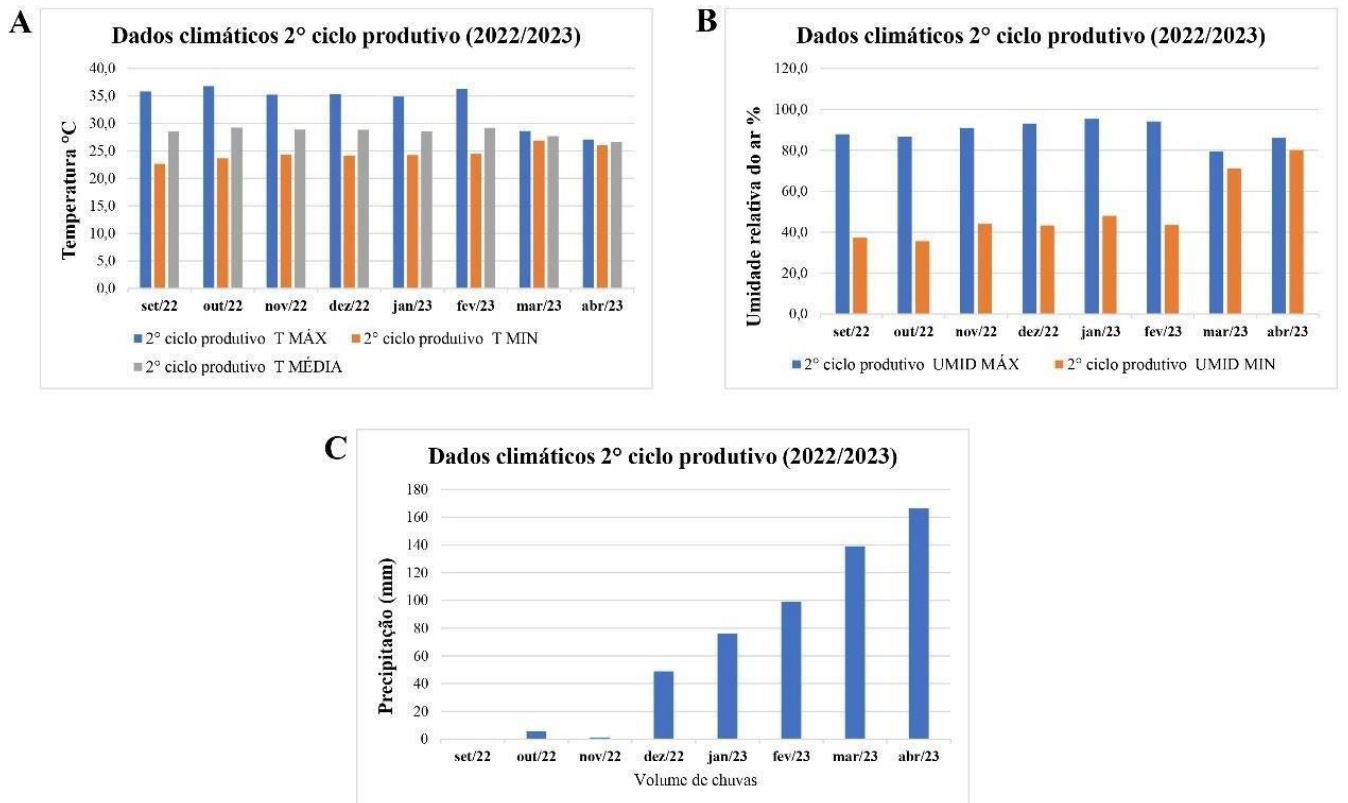 A
Dados climáticos 2° ciclo produtivo (2022/2023)
Temperatura °C
40,0
35,0
30,0
25,0
20,0
15,0
10,0
5,0
0,0
set/22 out/22 nov/22 dez/22 jan/23 fev/23 mar/23 abr/23
2° ciclo produtivo T MÁX 2° ciclo produtivo T MIN
2° ciclo produtivo T MÉDIA
B
Dados climáticos 2° ciclo produtivo (2022/2023)
Umidade relativa do ar %
120,0
100,0
80,0
60,0
40,0
20,0
0,0
set/22 out/22 nov/22 dez/22 jan/23 fev/23 mar/23 abr/23
2° ciclo produtivo UMID MÁX 2° ciclo produtivo UMID MIN
C
Dados climáticos 2° ciclo produtivo (2022/2023)
Precipitação (mm)
180
160
140
120
100
80
60
40
20
0
set/22 out/22 nov/22 dez/22 jan/23 fev/23 mar/23 abr/23
Volume de chuvas